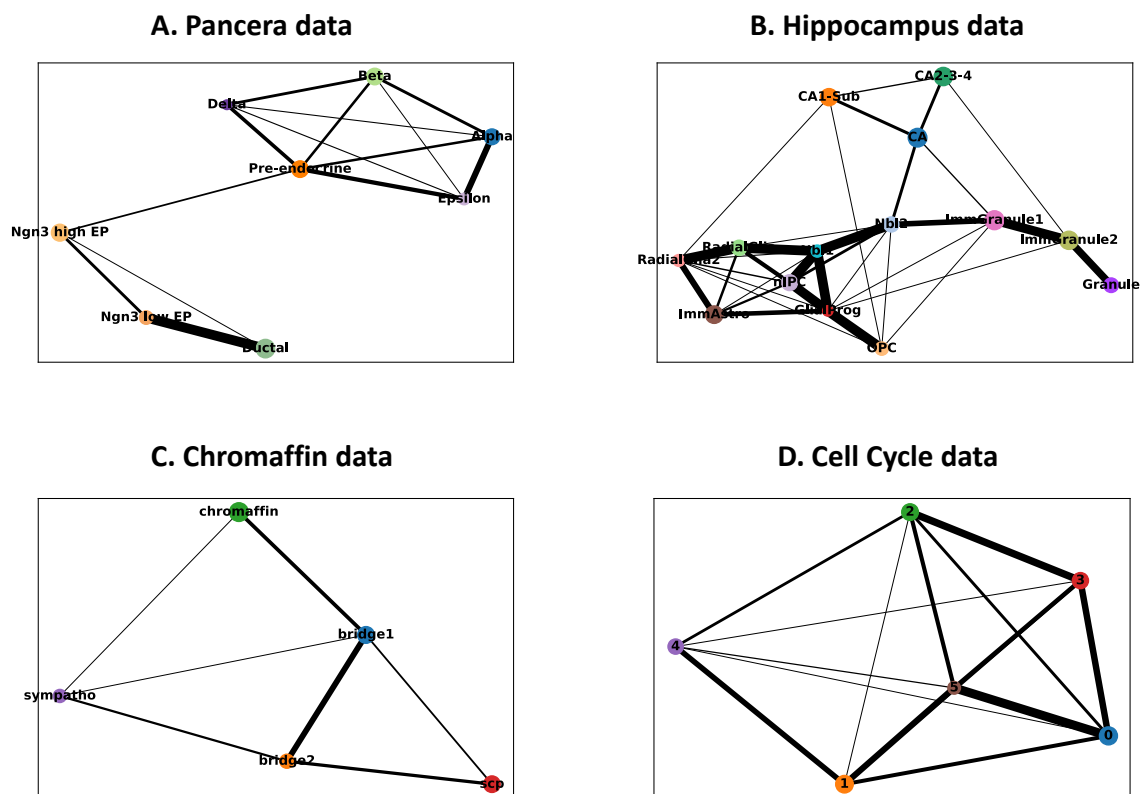 A. Pancera data
B. Hippocampus data
Beta
Delta
Alpha
Pre-endocrine
Epsilon
Ngn3 high EP
Ngn3 low EP
Ductal
CA2-3-4
CA1-Sub
CA
Nbl2
ImmGranule1
ImmGranule2
Nbl1
nIPC
ImmAstro
GlialProg
Granule
OPC
C. Chromaffin data
D. Cell Cycle data
chromaffin
bridge1
sympatho
bridge2
scp
2
3
4
5
0
1